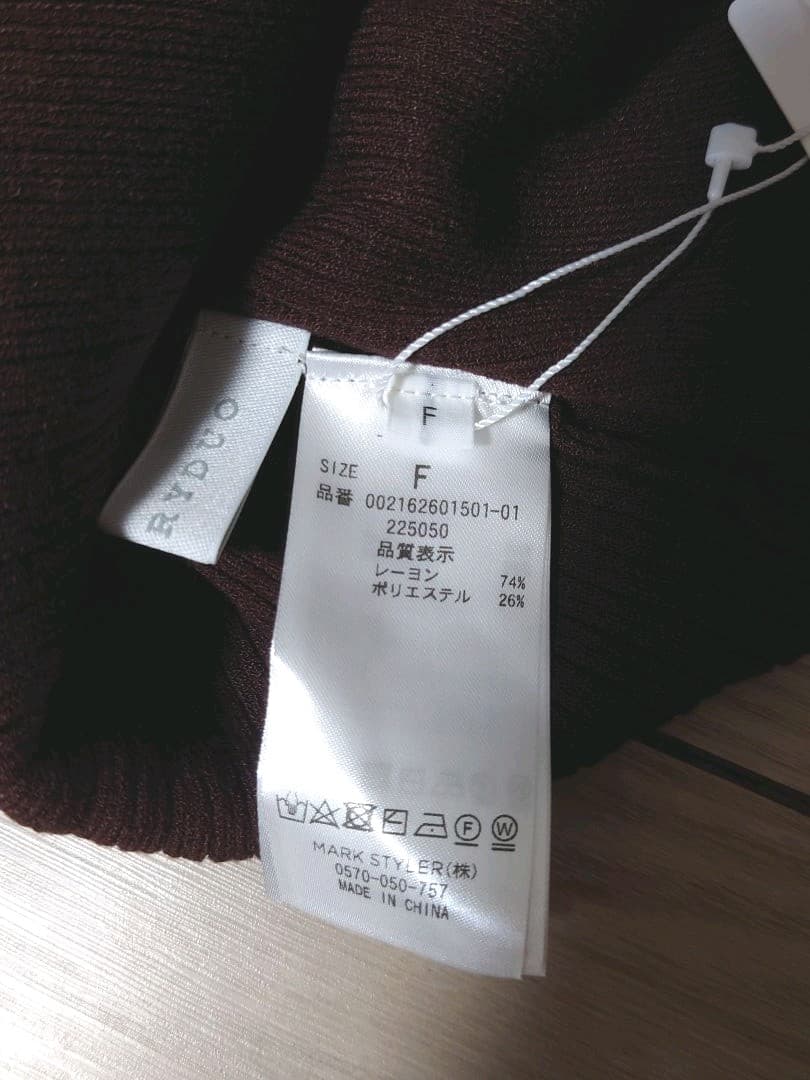 RYDUO
F
SIZE F
品番 002162601501-01
225050
品質表示
レーヨン 74%
ポリエステル 26%
F
W
MARK STYLER(株)
0570-050-757
MADE IN CHINA